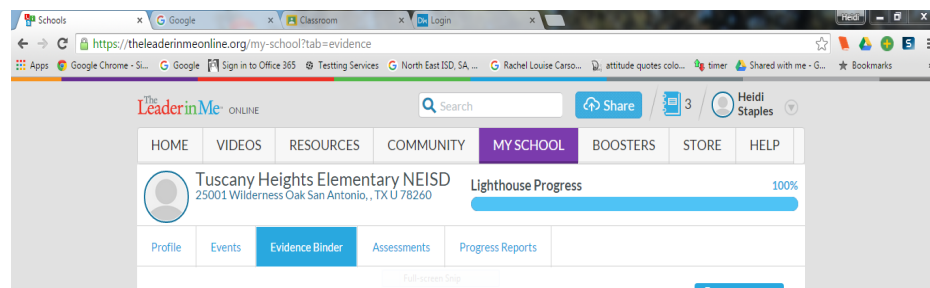 Schools
Google
Classroom
Login
Heidi
https://theleaderinmeonline.org/my-school?tab=evidence
Apps Google Chrome - Si... Google Sign in to Office 365 Testting Services North East ISD, SA, ... Rachel Louise Carso... attitude quotes colo... timer Shared with me - G... Bookmarks
The Leader in Me ONLINE
Search
Share
3
Heidi Staples
HOME VIDEOS RESOURCES COMMUNITY MY SCHOOL BOOSTERS STORE HELP
Tuscany Heights Elementary NEISD
25001 Wilderness Oak San Antonio, , TX U 78260
Lighthouse Progress 100%
Profile Events Evidence Binder Assessments Progress Reports
Full-screen Snip